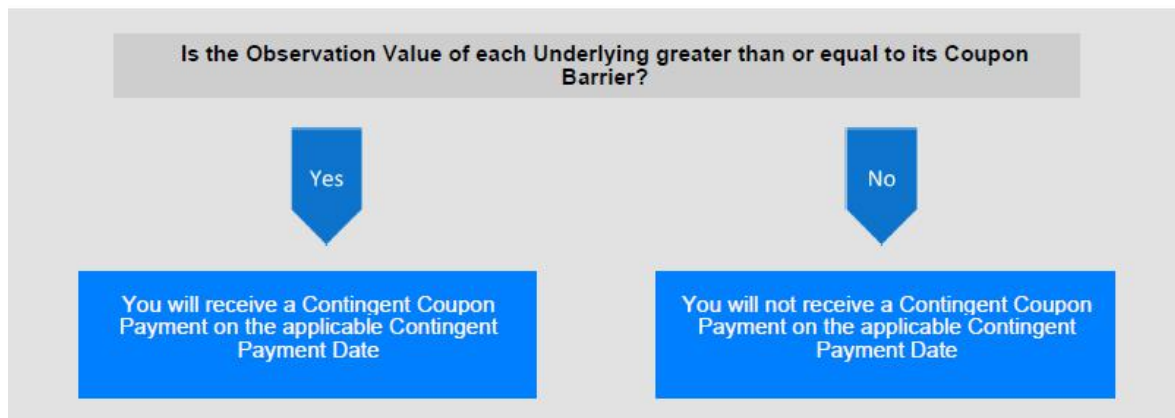 Is the Observation Value of each Underlying greater than or equal to its Coupon
Barrier?
Yes
No
You will receive a Contingent Coupon
Payment on the applicable Contingent
Payment Date
You will not receive a Contingent Coupon
Payment on the applicable Contingent
Payment Date